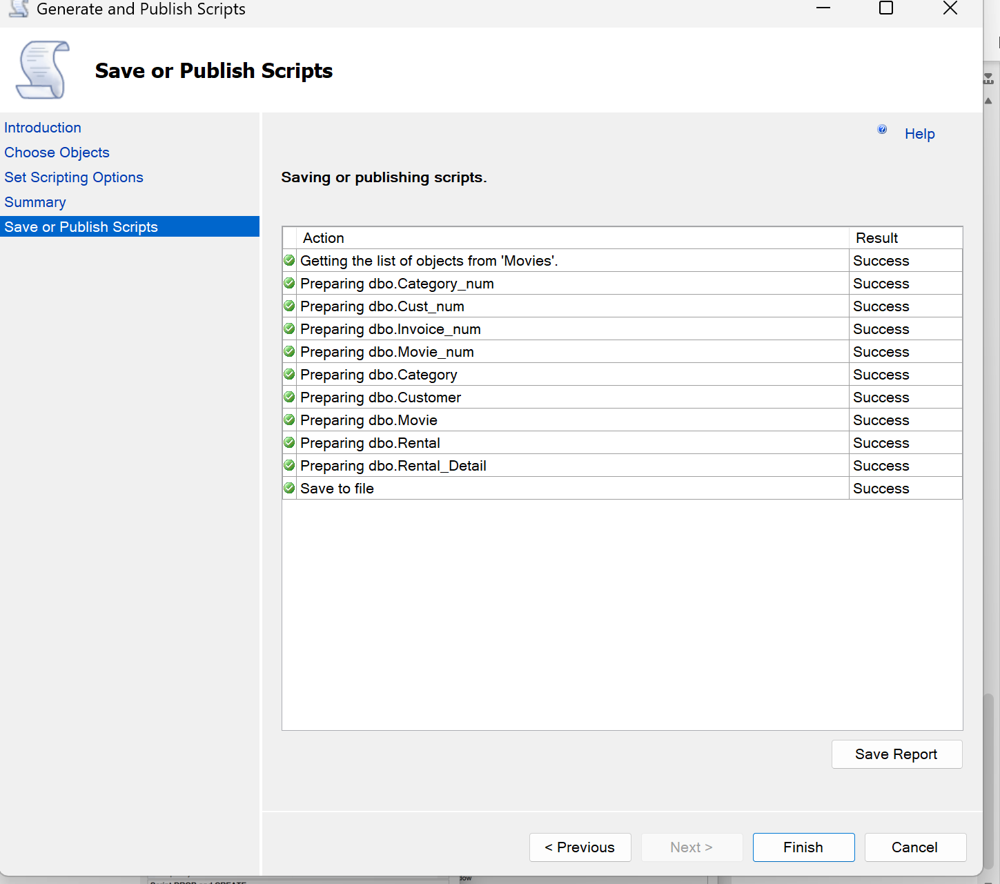 Generate and Publish Scripts
Save or Publish Scripts
Introduction
Choose Objects
Set Scripting Options
Summary
Save or Publish Scripts
Help
Saving or publishing scripts.
Action Result
Getting the list of objects from 'Movies'. Success
Preparing dbo.Category_num Success
Preparing dbo.Cust_num Success
Preparing dbo.Invoice_num Success
Preparing dbo.Movie_num Success
Preparing dbo.Category Success
Preparing dbo.Customer Success
Preparing dbo.Movie Success
Preparing dbo.Rental Success
Preparing dbo.Rental_Detail Success
Save to file Success
Save Report
< Previous Next > Finish Cancel